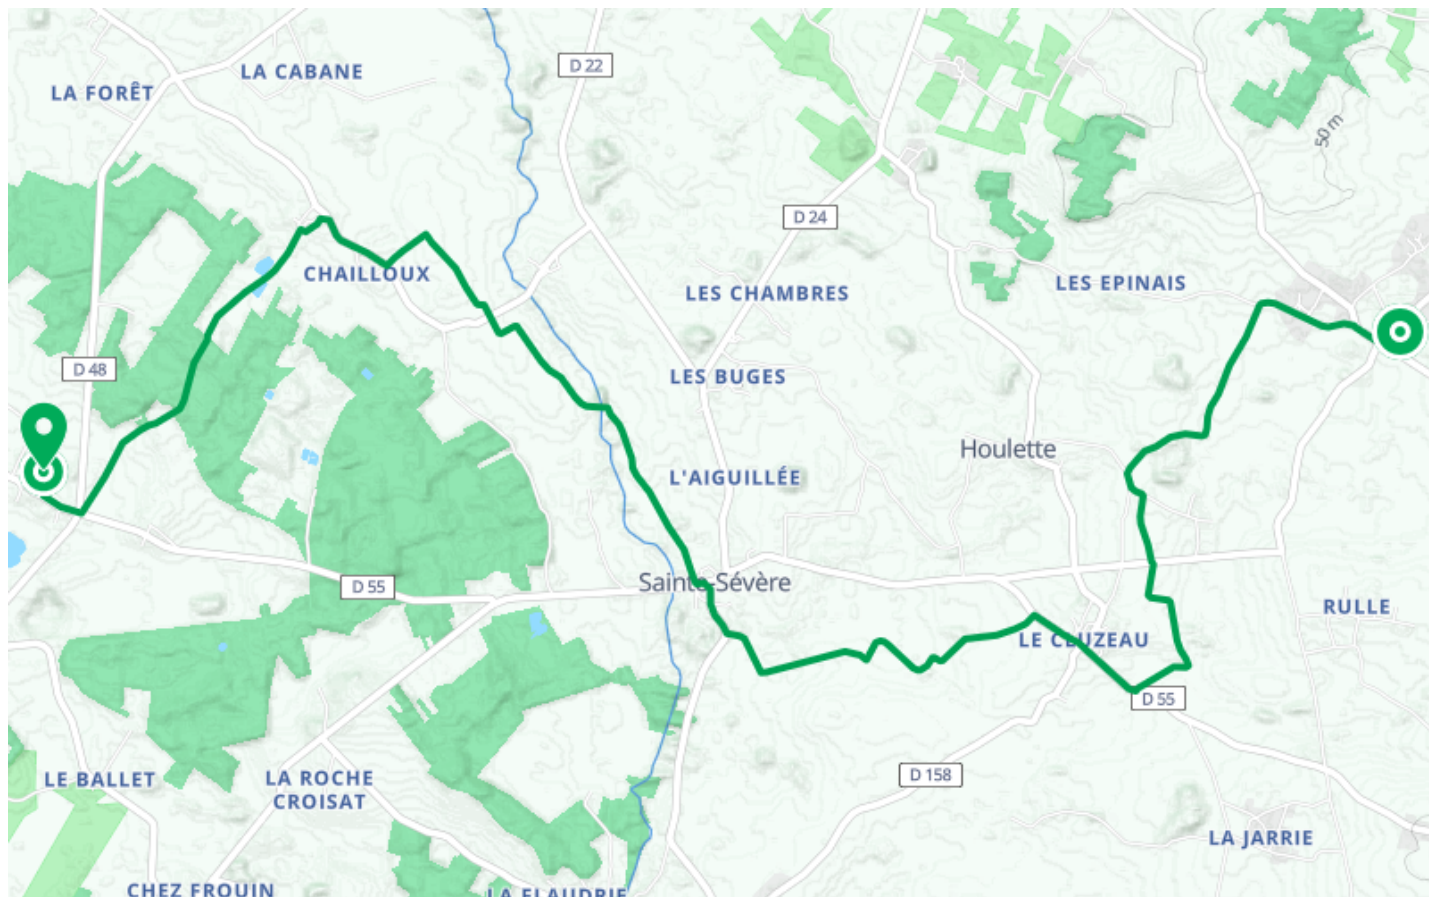 D 22
LA CABANE
LA FORÊT
50 m
D 24
CHAILLOUX
LES EPINAIS
LES CHAMBRES
D 48
LES BUGES
Houlette
L'AIGUILLÉE
Sainte-Sévère
D 55
RULLE
LE CLUZEAU
D 55
LE BALLET
LA ROCHE
CROISAT
D 158
LA JARRIE
CHEZ FROUIN
LA FLAUDRIE